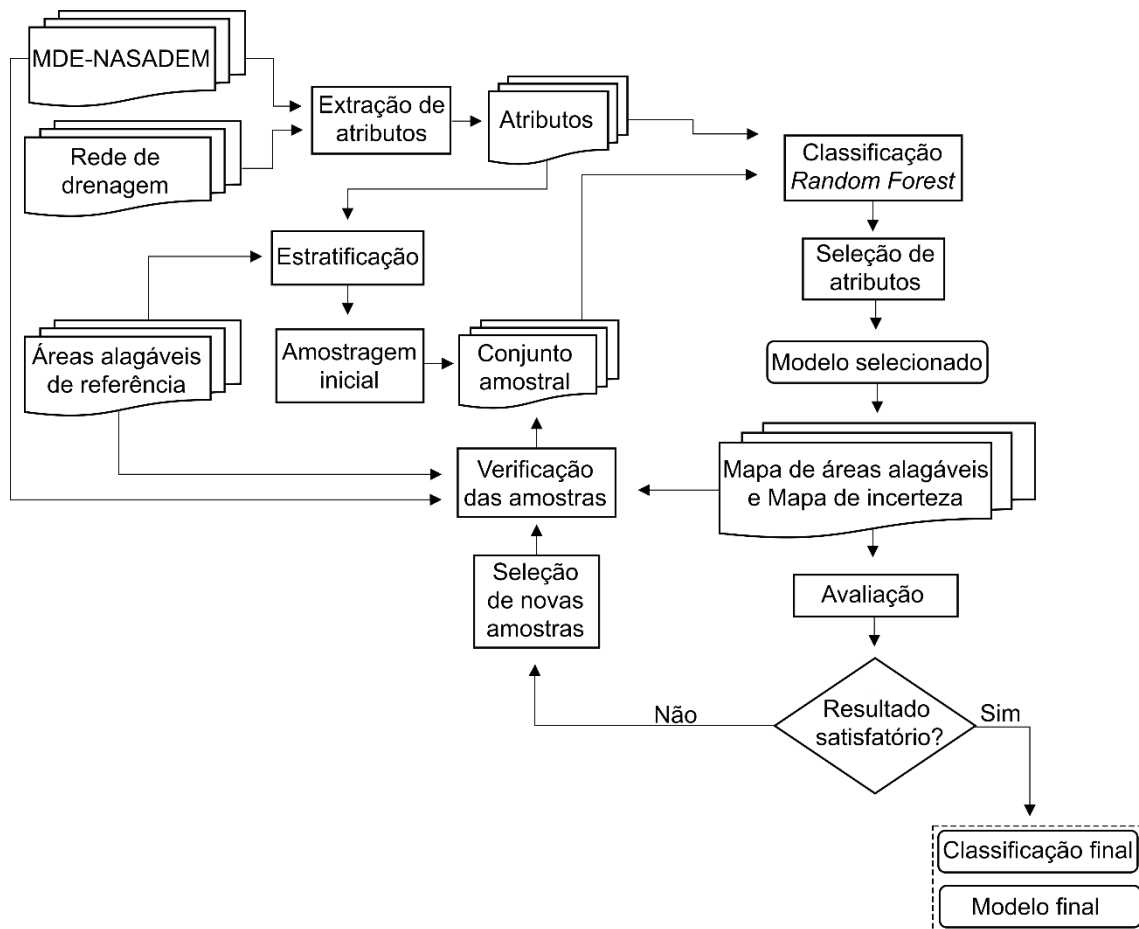 MDE-NASADEM
Extração de
atributos
Atributos
Rede de
drenagem
Classificação
Random Forest
Estratificação
Seleção de
atributos
Áreas alagáveis
de referência
Amostragem
inicial
Conjunto
amostral
Modelo selecionado
Verificação
das amostras
Mapa de áreas alagáveis
e Mapa de incerteza
Seleção
de novas
amostras
Avaliação
Não
Resultado
satisfatório?
Sim
Classificação final
Modelo final